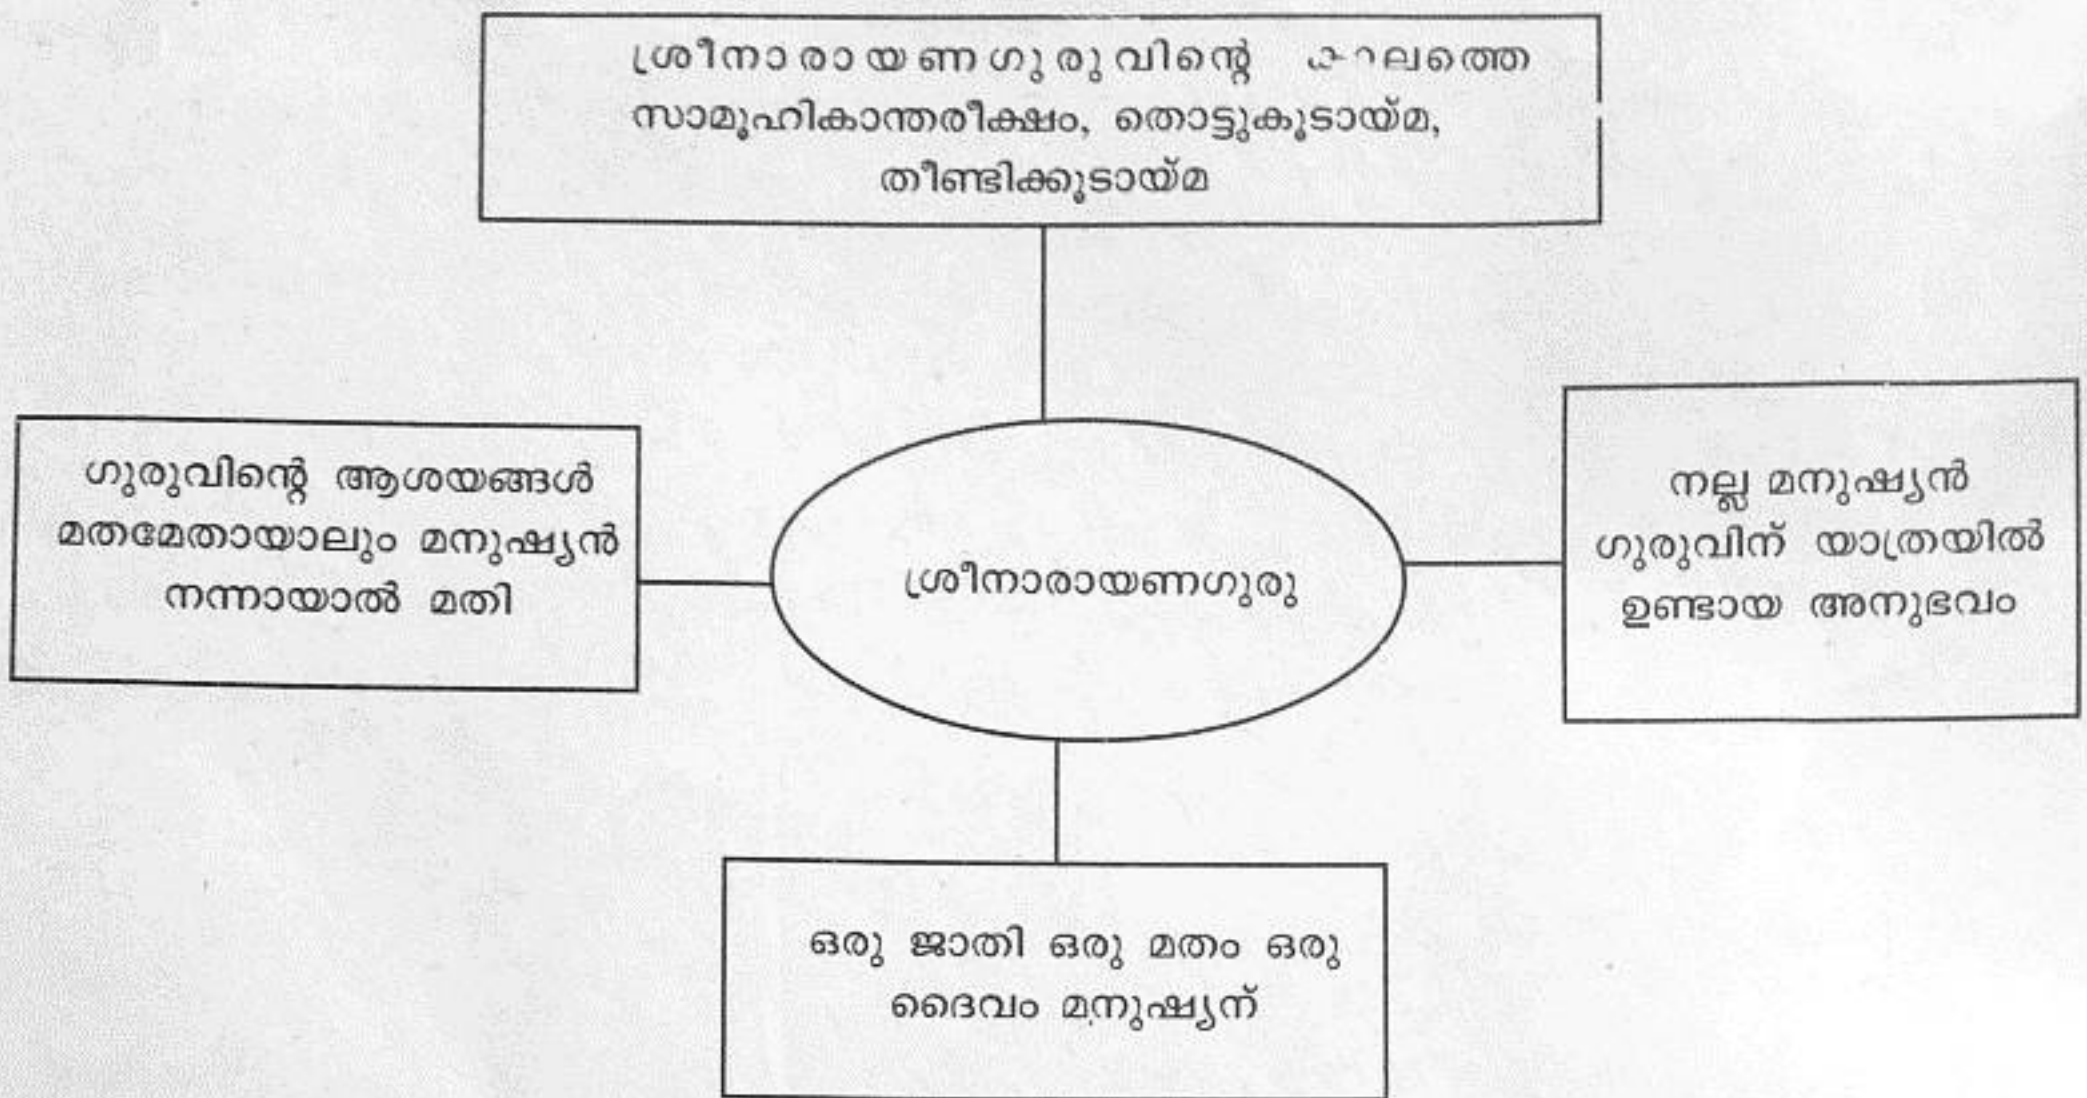 ശ്രീനാരായണഗുരുവിന്റെ കാലത്തെ
സാമൂഹികാന്തരീക്ഷം, തൊട്ടുകൂടായ്മ,
തീണ്ടിക്കൂടായ്മ
ഗുരുവിന്റെ ആശയങ്ങൾ
മതമേതായാലും മനുഷ്യൻ
നന്നായാൽ മതി
ശ്രീനാരായണഗുരു
നല്ല മനുഷ്യൻ
ഗുരുവിന് യാത്രയിൽ
ഉണ്ടായ അനുഭവം
ഒരു ജാതി ഒരു മതം ഒരു
ദൈവം മനുഷ്യന്